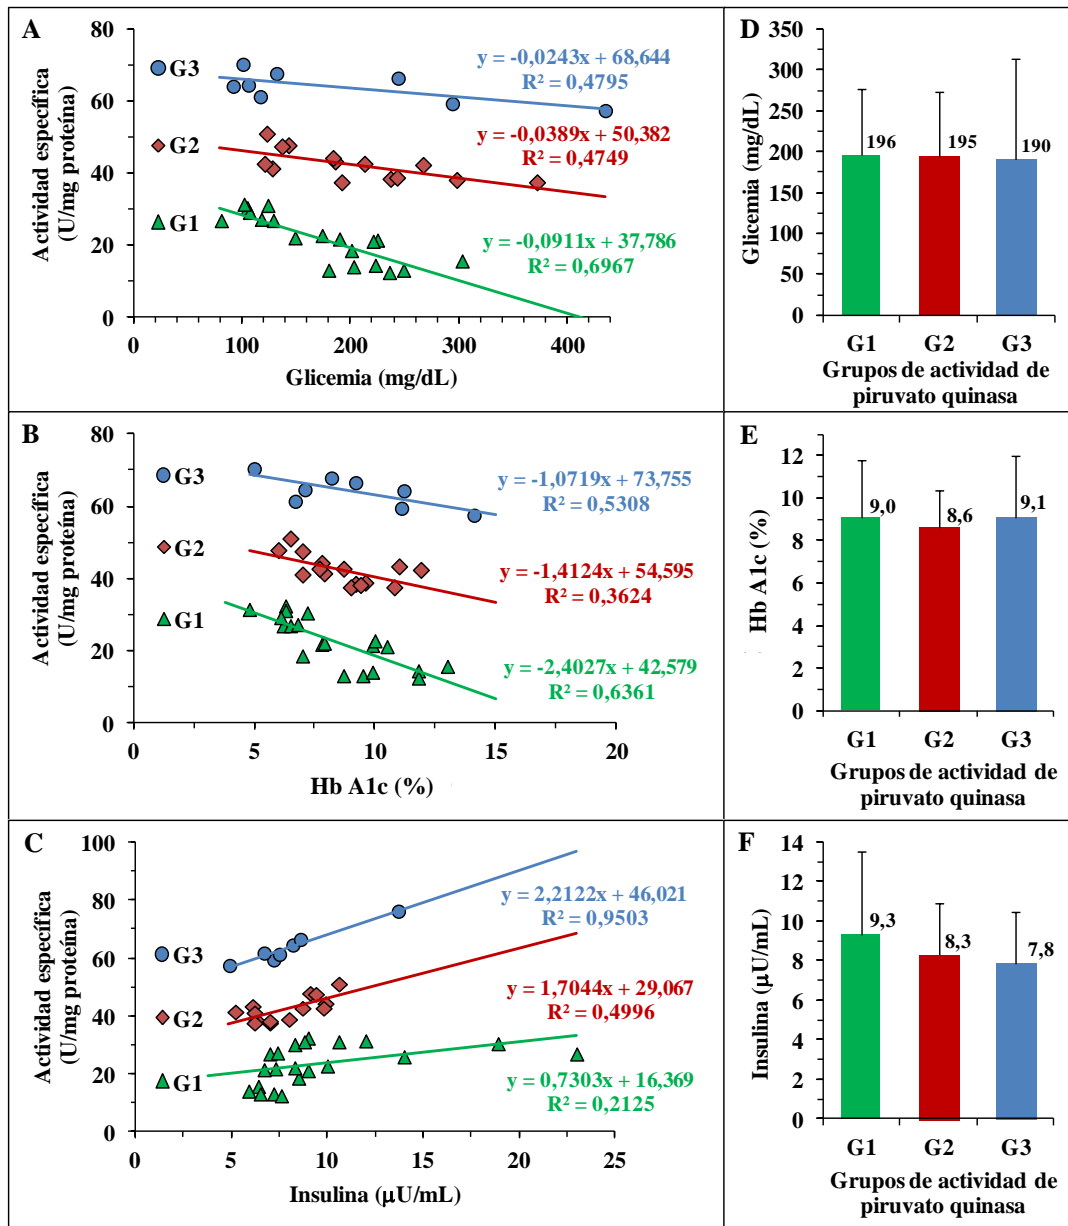 A
Actividad específica
(U/mg proteína)
80
60
40
20
0
0
100
200
300
400
Glicemia (mg/dL)
G3
G2
G1
y = -0,0243x + 68,644
R² = 0,4795
y = -0,0389x + 50,382
R² = 0,4749
y = -0,0911x + 37,786
R² = 0,6967
D
Glicemia (mg/dL)
350
300
250
200
150
100
50
0
196
195
190
G1
G2
G3
Grupos de actividad de
piruvato quinasa
B
Actividad específica
(U/mg proteína)
80
60
40
20
0
0
5
10
15
20
Hb A1c (%)
G3
G2
G1
y = -1,0719x + 73,755
R² = 0,5308
y = -1,4124x + 54,595
R² = 0,3624
y = -2,4027x + 42,579
R² = 0,6361
E
Hb A1c (%)
12
10
8
6
4
2
0
9,0
8,6
9,1
G1
G2
G3
Grupos de actividad de
piruvato quinasa
C
Actividad específica
(U/mg proteína)
100
80
60
40
20
0
0
5
10
15
20
25
Insulina (µU/mL)
G3
G2
G1
y = 2,2122x + 46,021
R² = 0,9503
y = 1,7044x + 29,067
R² = 0,4996
y = 0,7303x + 16,369
R² = 0,2125
F
Insulina (µU/mL)
14
12
10
8
6
4
2
0
9,3
8,3
7,8
G1
G2
G3
Grupos de actividad de
piruvato quinasa